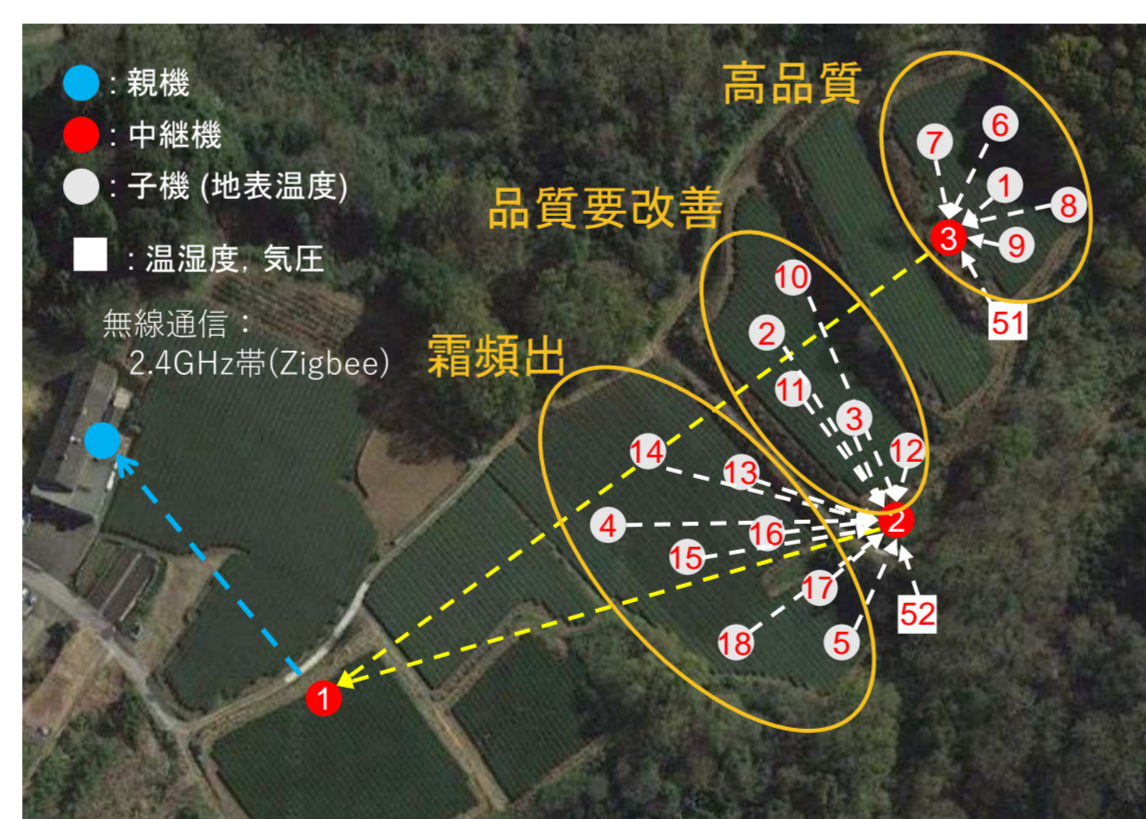 : 親機
: 中継機
: 子機 (地表温度)
: 温湿度, 気圧
無線通信：
2.4GHz帯(Zigbee)
高品質
品質要改善
霜頻出
6
7
1
8
3
9
51
10
2
11
3
12
14
13
4
16
2
15
17
52
18
5
1